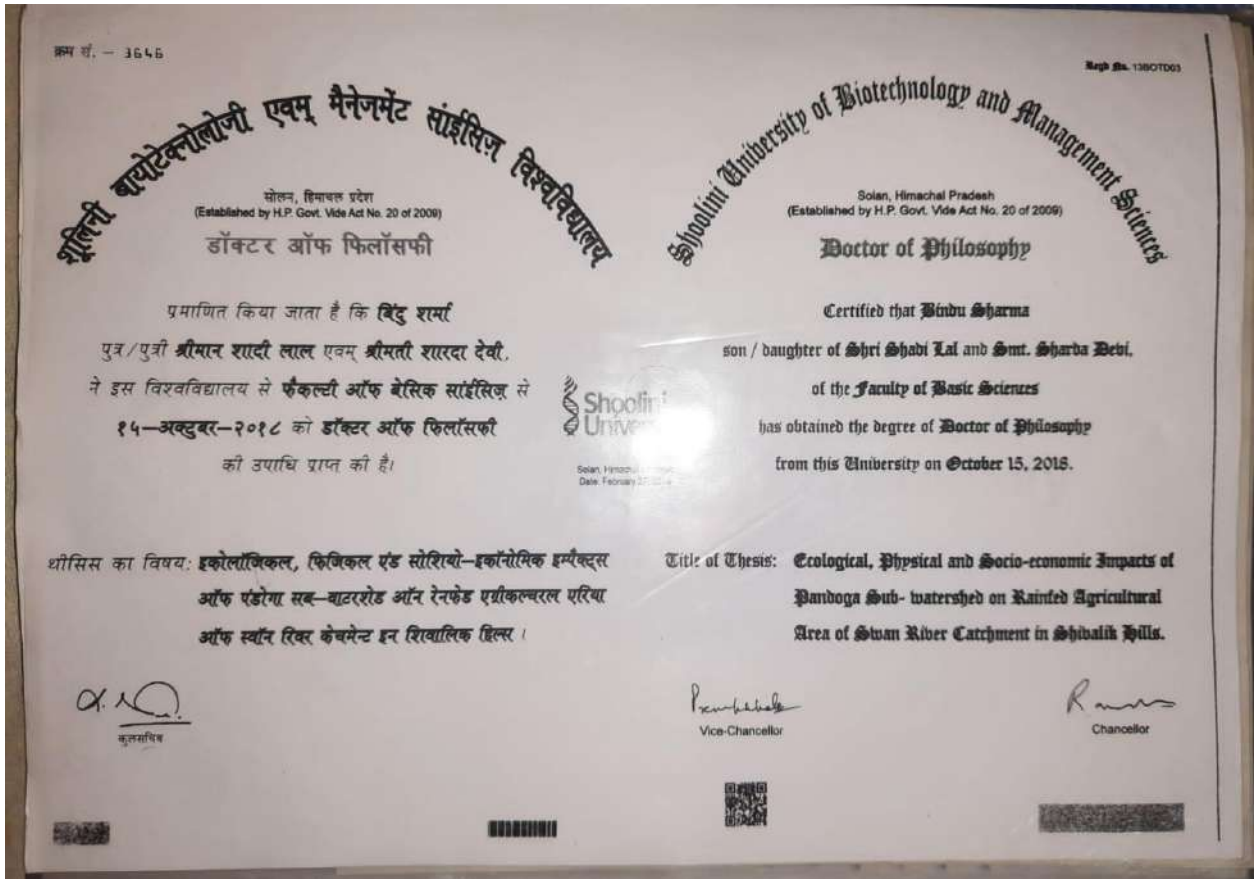 क्रम सं. – 3646
शूलिनी बायोटेक्नोलोजी एवम् मैनेजमेंट सांईसिज़ विश्वविद्यालय
सोलन, हिमाचल प्रदेश
(Established by H.P. Govt. Vide Act No. 20 of 2009)
डॉक्टर ऑफ फिलॉसफी
प्रमाणित किया जाता है कि बिंदु शर्मा
पुत्र/पुत्री श्रीमान शादी लाल एवम् श्रीमती शारदा देवी,
ने इस विश्वविद्यालय से फैकल्टी ऑफ बेसिक सांईसिज़ से
१५–अक्टुबर–२०१८ को डॉक्टर ऑफ फिलॉसफी
की उपाधि प्राप्त की है।
थीसिस का विषय: इकोलॉजिकल, फिजिकल एंड सोशियो–इकॉनोमिक इम्पैक्ट्स
ऑफ पंडोगा सब–वाटरशेड ऑन रेनफेड एग्रीकल्चरल एरिया
ऑफ स्वॉन रिवर केचमेन्ट इन शिवालिक हिल्स ।
कुलसचिव
Shoolini
Solan,
Date: February
Regd No. 13BOTD03
Shoolini University of Biotechnology and Management Sciences
Solan, Himachal Pradesh
(Established by H.P. Govt. Vide Act No. 20 of 2009)
Doctor of Philosophy
Certified that Bindu Sharma
son / daughter of Shri Shadi Lal and Smt. Sharda Devi,
of the Faculty of Basic Sciences
has obtained the degree of Doctor of Philosophy
from this University on October 15, 2018.
Title of Thesis: Ecological, Physical and Socio-economic Impacts of
Pandoga Sub- watershed on Rainfed Agricultural
Area of Swan River Catchment in Shivalik Hills.
Vice-Chancellor
Chancellor